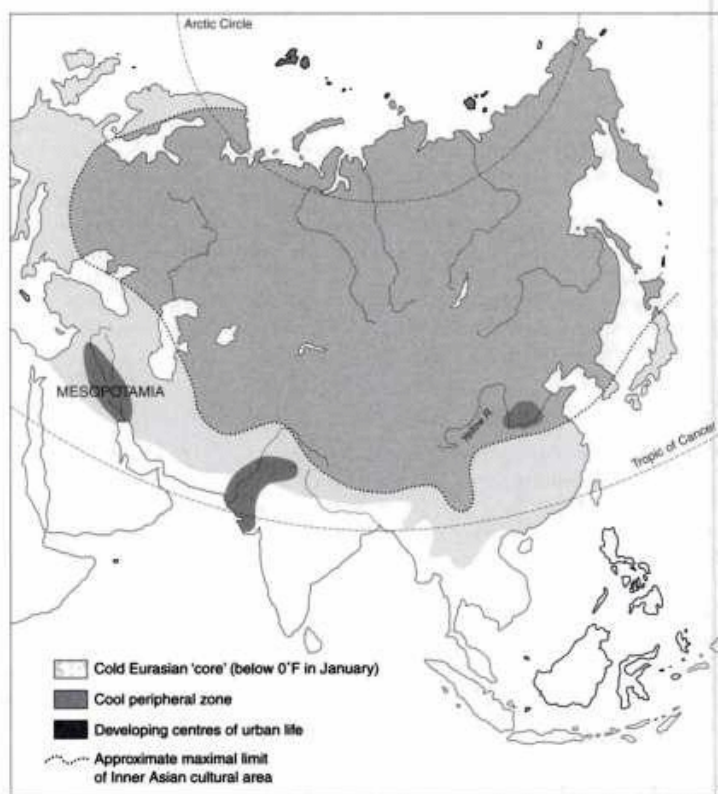 Arctic Circle
MESOPOTAMIA
Yellow R
Tropic of Cancer
Cold Eurasian 'core' (below 0°F in January)
Cool peripheral zone
Developing centres of urban life
Approximate maximal limit
of Inner Asian cultural area